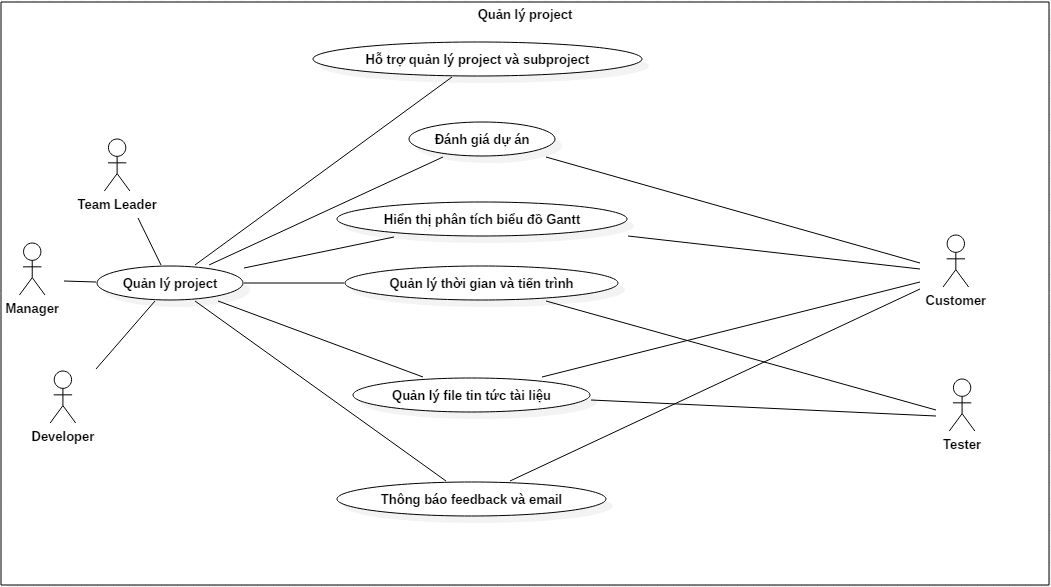 Quản lý project
Hỗ trợ quản lý project và subproject
Đánh giá dự án
Team Leader
Hiển thị phân tích biểu đồ Gantt
Manager
Quản lý project
Quản lý thời gian và tiến trình
Customer
Developer
Quản lý file tin tức tài liệu
Tester
Thông báo feedback và email